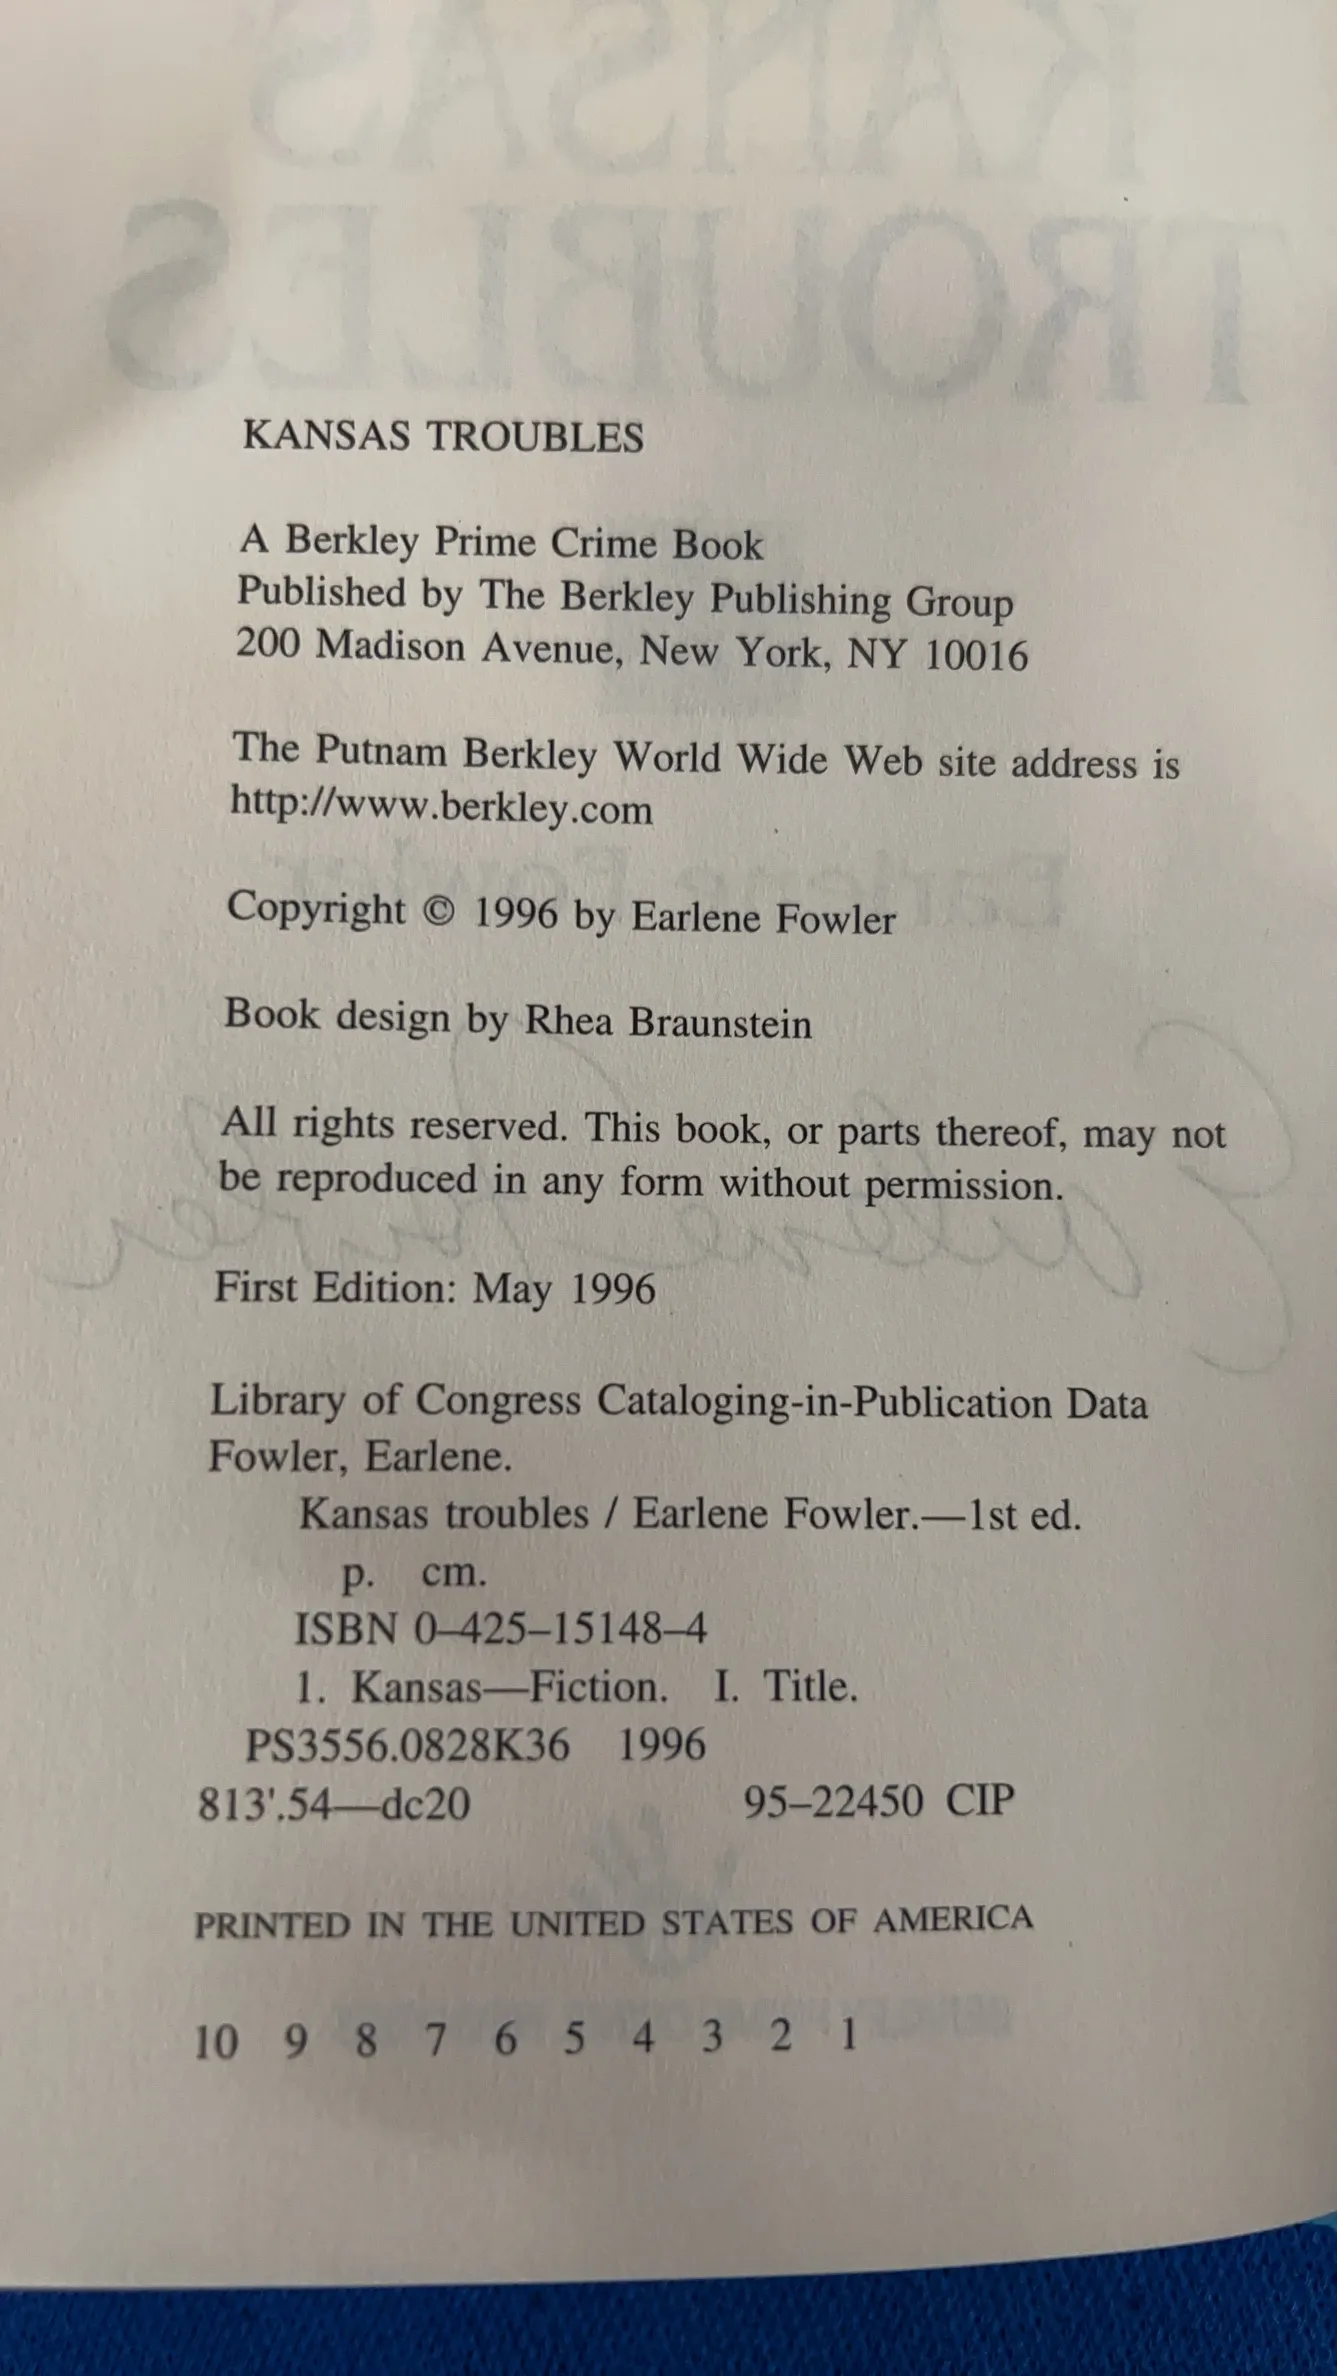 KANSAS
TROUBLES
KANSAS TROUBLES
A Berkley Prime Crime Book
Published by The Berkley Publishing Group
200 Madison Avenue, New York, NY 10016
The Putnam Berkley World Wide Web site address is
http://www.berkley.com
Earlene Fowler
Copyright © 1996 by Earlene Fowler
Book design by Rhea Braunstein
All rights reserved. This book, or parts thereof, may not
be reproduced in any form without permission.
Earlene Fowler
First Edition: May 1996
Library of Congress Cataloging-in-Publication Data
Fowler, Earlene.
Kansas troubles / Earlene Fowler.—1st ed.
p. cm.
ISBN 0–425–15148–4
1. Kansas—Fiction. I. Title.
PS3556.0828K36 1996
813'.54—dc20 95–22450 CIP
PRINTED IN THE UNITED STATES OF AMERICA
10 9 8 7 6 5 4 3 2 1